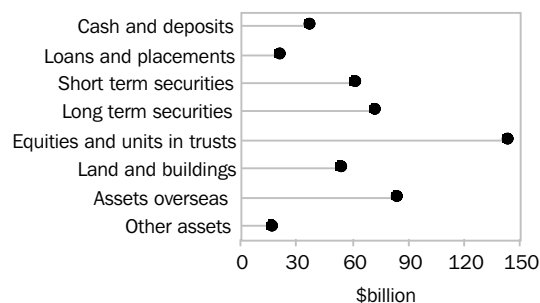 Cash and deposits
Loans and placements
Short term securities
Long term securities
Equities and units in trusts
Land and buildings
Assets overseas
Other assets
0 30 60 90 120 150
$billion